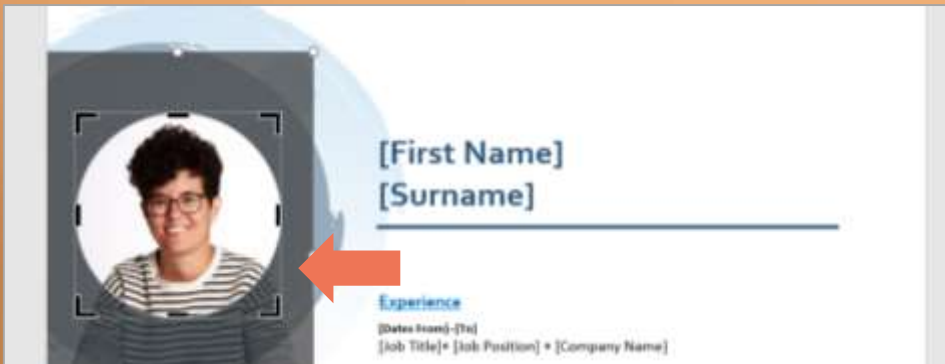 [First Name]
[Surname]
Experience
[Dates From]–[To]
[Job Title]• [Job Position] • [Company Name]